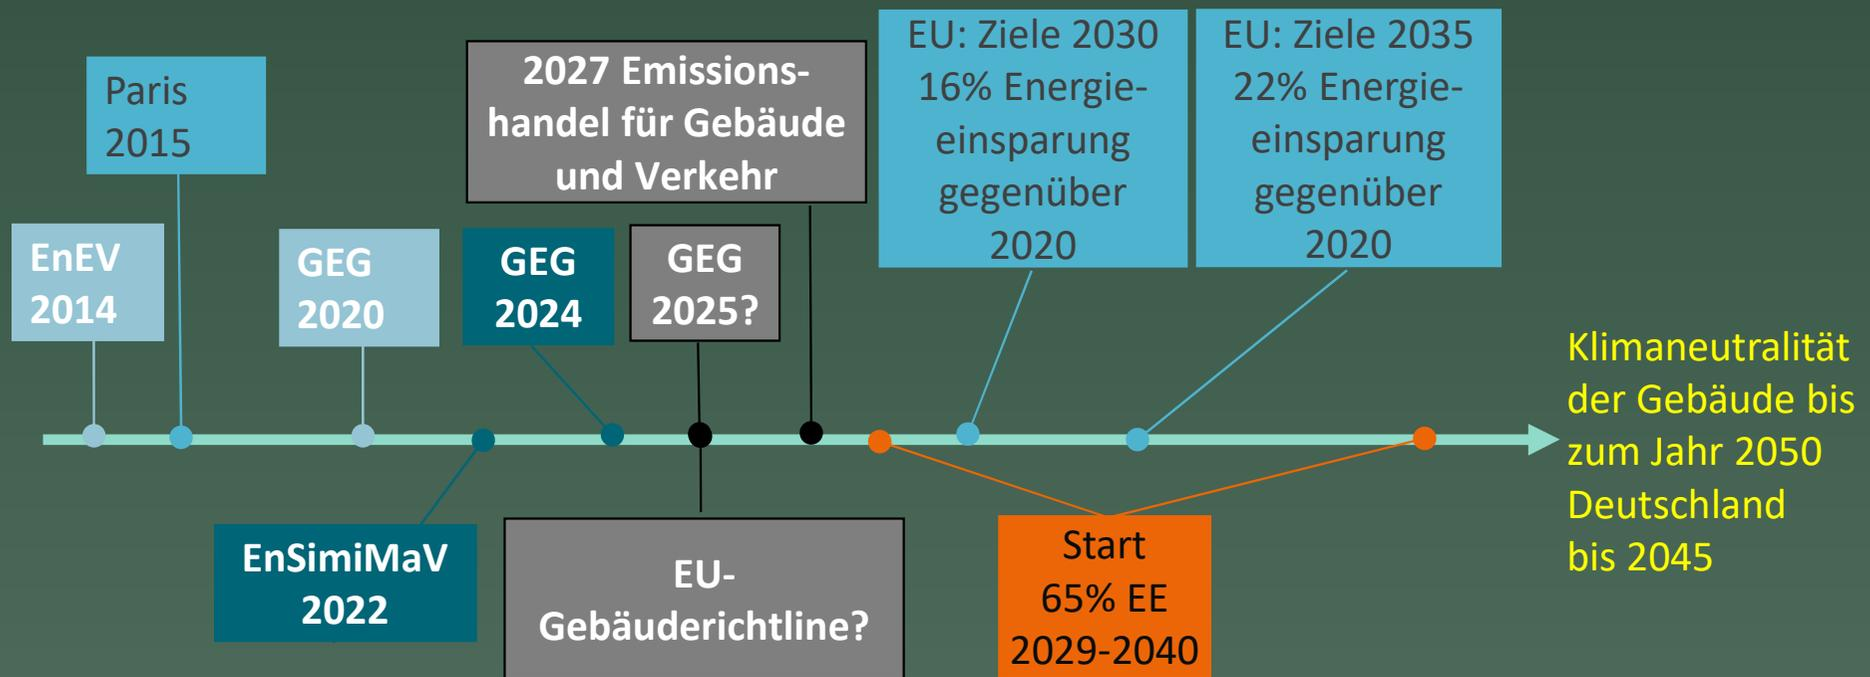 Paris
2015
2027 Emissions-
handel für Gebäude
und Verkehr
EU: Ziele 2030
16% Energie-
einsparung
gegenüber
2020
EU: Ziele 2035
22% Energie-
einsparung
gegenüber
2020
EnEV
2014
GEG
2020
GEG
2024
GEG
2025?
Klimaneutralität
der Gebäude bis
zum Jahr 2050
Deutschland
bis 2045
EnSimiMaV
2022
EU-
Gebäuderichtline?
Start
65% EE
2029-2040